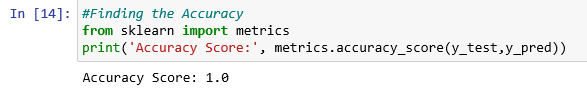 In [14]: #Finding the Accuracy
from sklearn import metrics
print('Accuracy Score:', metrics.accuracy_score(y_test,y_pred))
Accuracy Score: 1.0